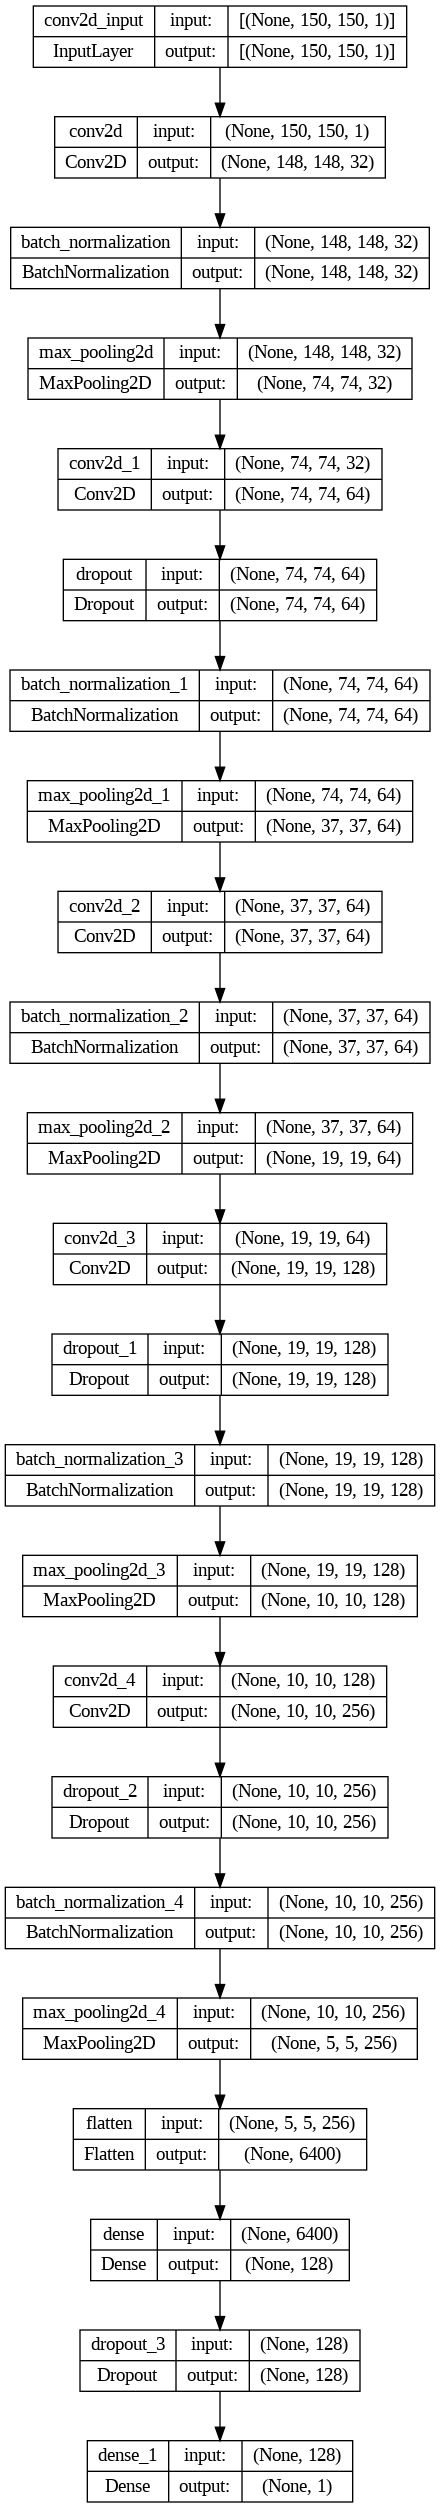 conv2d_input input: [(None, 150, 150, 1)]
InputLayer output: [(None, 150, 150, 1)]
conv2d input: (None, 150, 150, 1)
Conv2D output: (None, 148, 148, 32)
batch_normalization input: (None, 148, 148, 32)
BatchNormalization output: (None, 148, 148, 32)
max_pooling2d input: (None, 148, 148, 32)
MaxPooling2D output: (None, 74, 74, 32)
conv2d_1 input: (None, 74, 74, 32)
Conv2D output: (None, 74, 74, 64)
dropout input: (None, 74, 74, 64)
Dropout output: (None, 74, 74, 64)
batch_normalization_1 input: (None, 74, 74, 64)
BatchNormalization output: (None, 74, 74, 64)
max_pooling2d_1 input: (None, 74, 74, 64)
MaxPooling2D output: (None, 37, 37, 64)
conv2d_2 input: (None, 37, 37, 64)
Conv2D output: (None, 37, 37, 64)
batch_normalization_2 input: (None, 37, 37, 64)
BatchNormalization output: (None, 37, 37, 64)
max_pooling2d_2 input: (None, 37, 37, 64)
MaxPooling2D output: (None, 19, 19, 64)
conv2d_3 input: (None, 19, 19, 64)
Conv2D output: (None, 19, 19, 128)
dropout_1 input: (None, 19, 19, 128)
Dropout output: (None, 19, 19, 128)
batch_normalization_3 input: (None, 19, 19, 128)
BatchNormalization output: (None, 19, 19, 128)
max_pooling2d_3 input: (None, 19, 19, 128)
MaxPooling2D output: (None, 10, 10, 128)
conv2d_4 input: (None, 10, 10, 128)
Conv2D output: (None, 10, 10, 256)
dropout_2 input: (None, 10, 10, 256)
Dropout output: (None, 10, 10, 256)
batch_normalization_4 input: (None, 10, 10, 256)
BatchNormalization output: (None, 10, 10, 256)
max_pooling2d_4 input: (None, 10, 10, 256)
MaxPooling2D output: (None, 5, 5, 256)
flatten input: (None, 5, 5, 256)
Flatten output: (None, 6400)
dense input: (None, 6400)
Dense output: (None, 128)
dropout_3 input: (None, 128)
Dropout output: (None, 128)
dense_1 input: (None, 128)
Dense output: (None, 1)